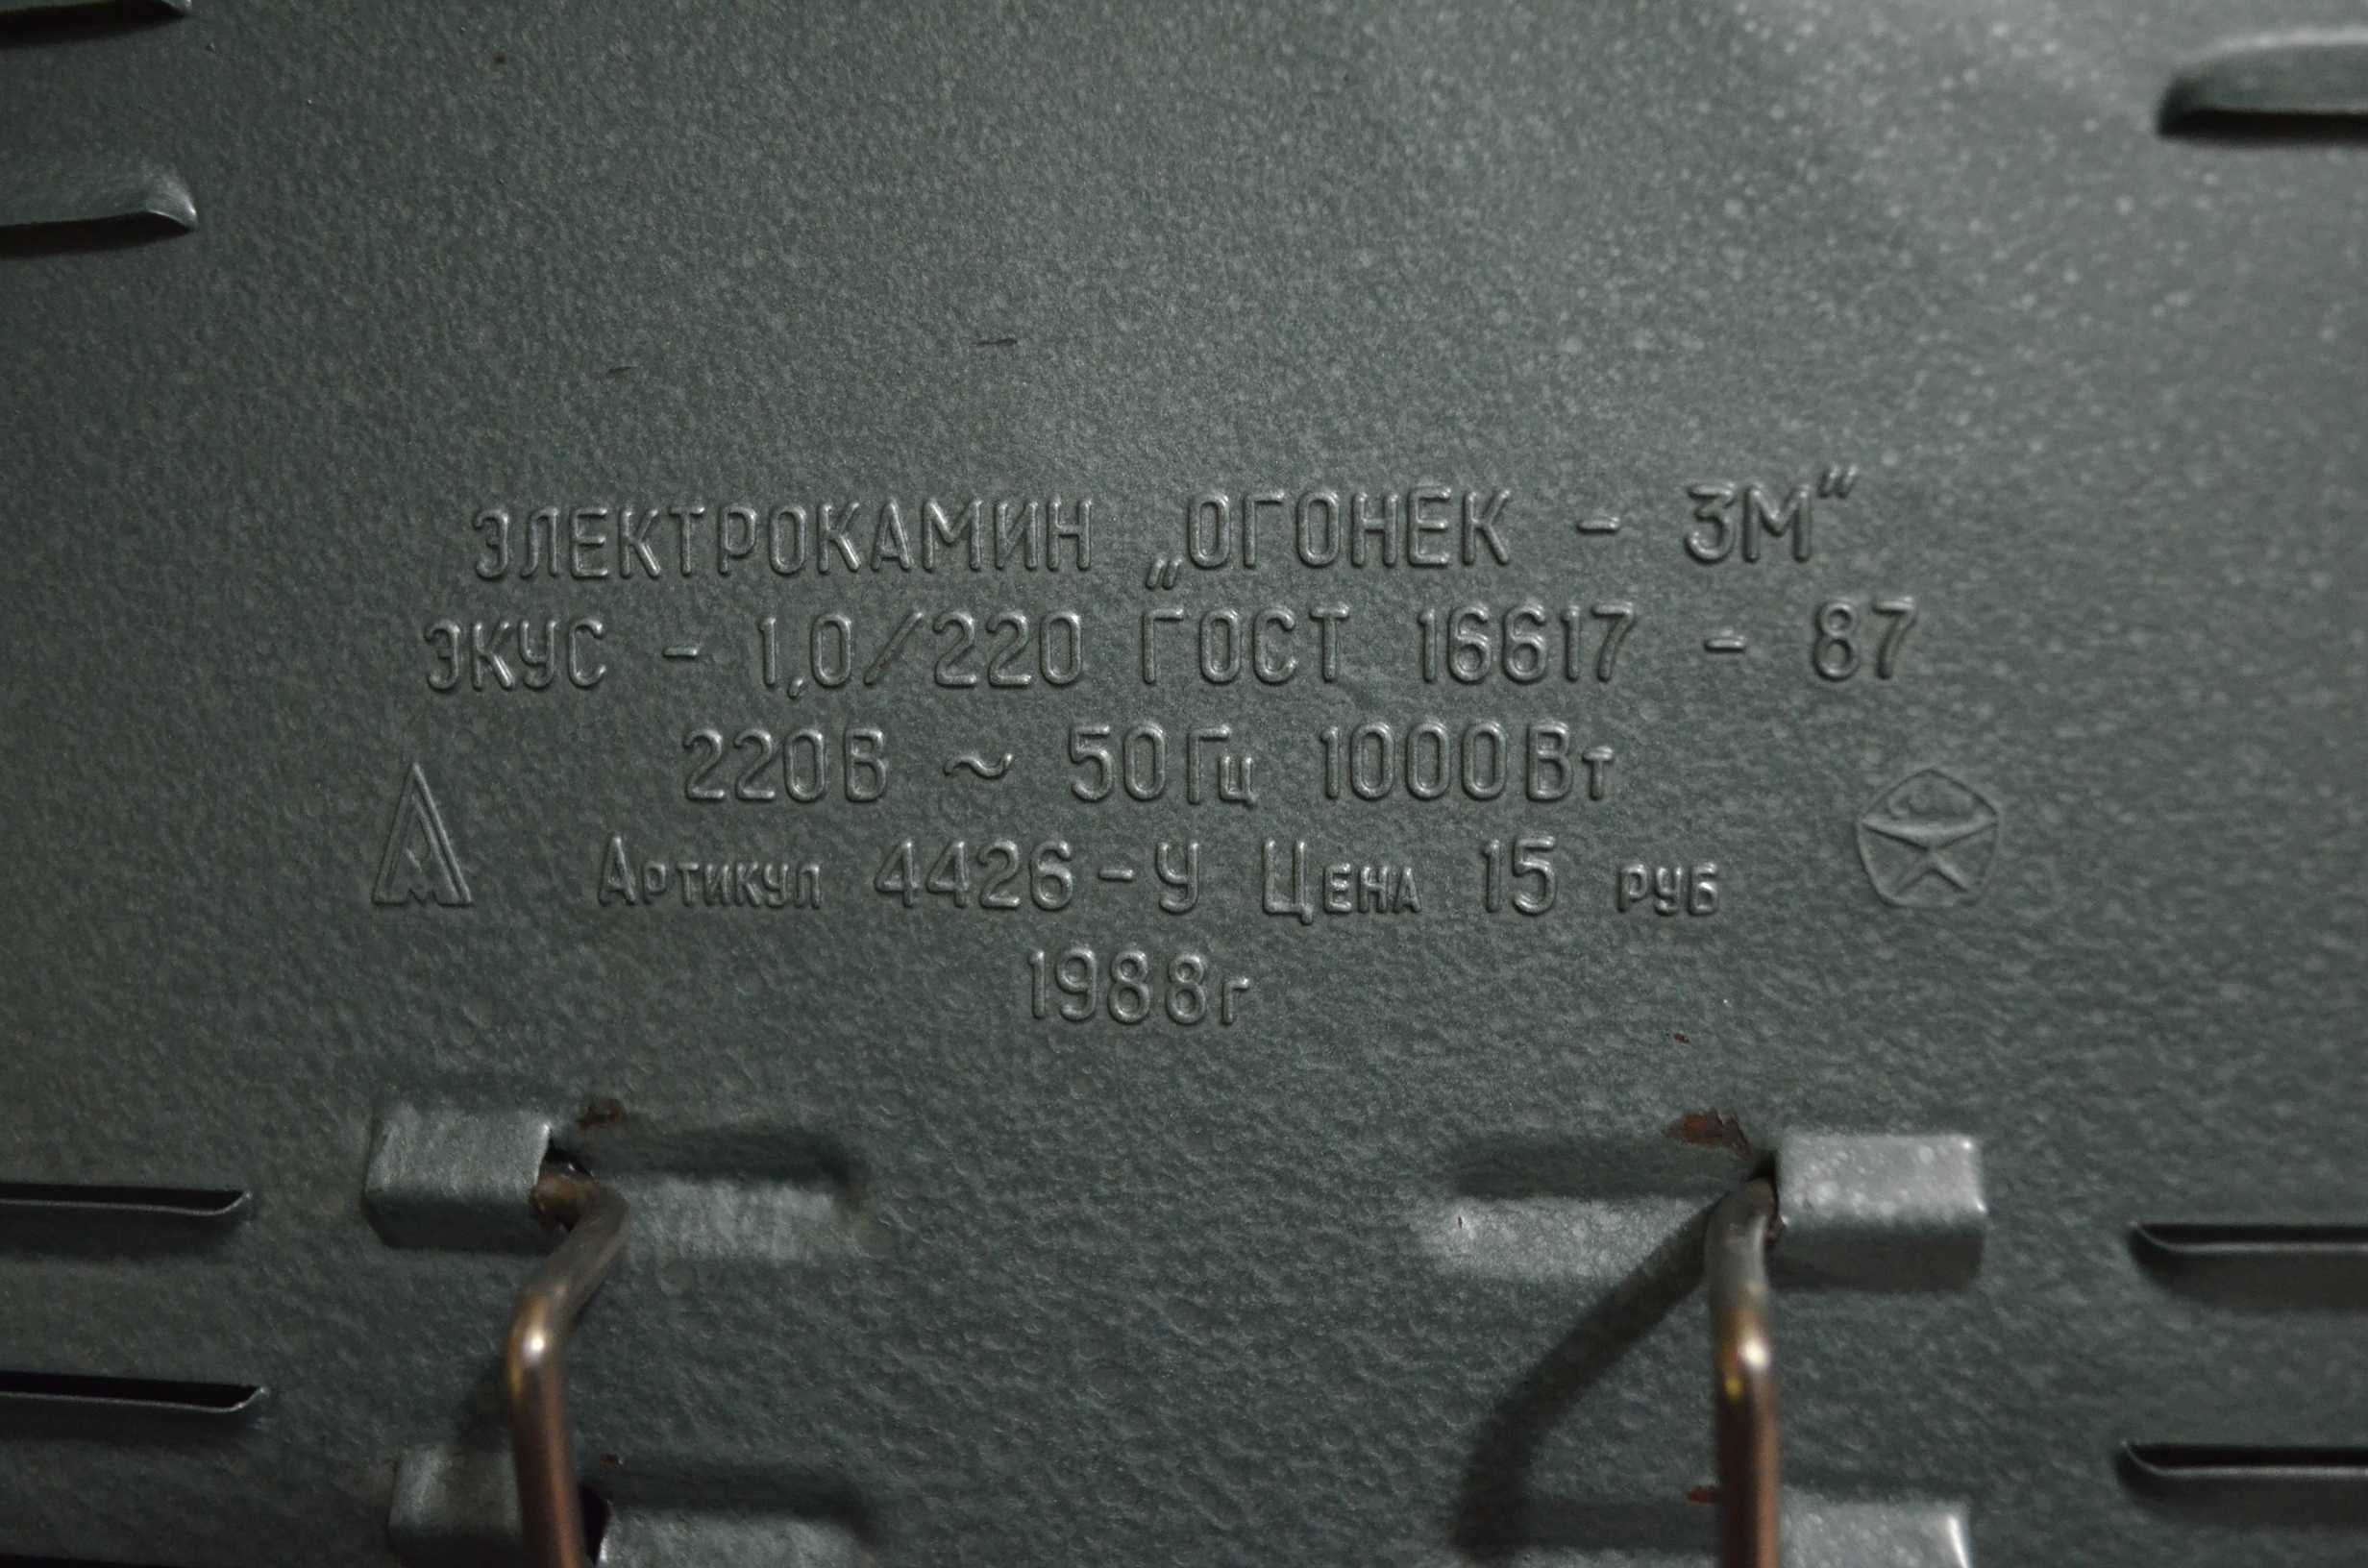 ЭЛЕКТРОКАМИН „ОГОНЕК - 3М“
ЭКУС - 1,0/220 ГОСТ 16617 - 87
220В ~ 50Гц 1000Вт
Артикул 4426-У Цена 15 руб
1988г